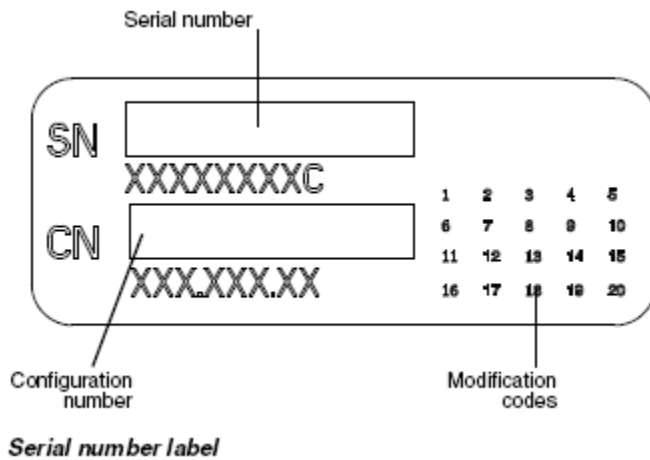 Serial number
SN
XXXXXXXXC
CN
XXX.XXX.XX
1 2 3 4 5
6 7 8 9 10
11 12 13 14 15
16 17 18 19 20
Configuration
number
Modification
codes
Serial number label